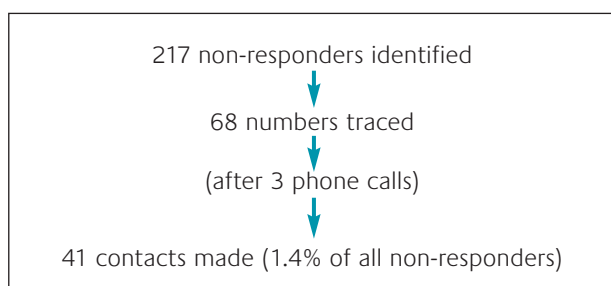 217 non-responders identified
68 numbers traced
(after 3 phone calls)
41 contacts made (1.4% of all non-responders)